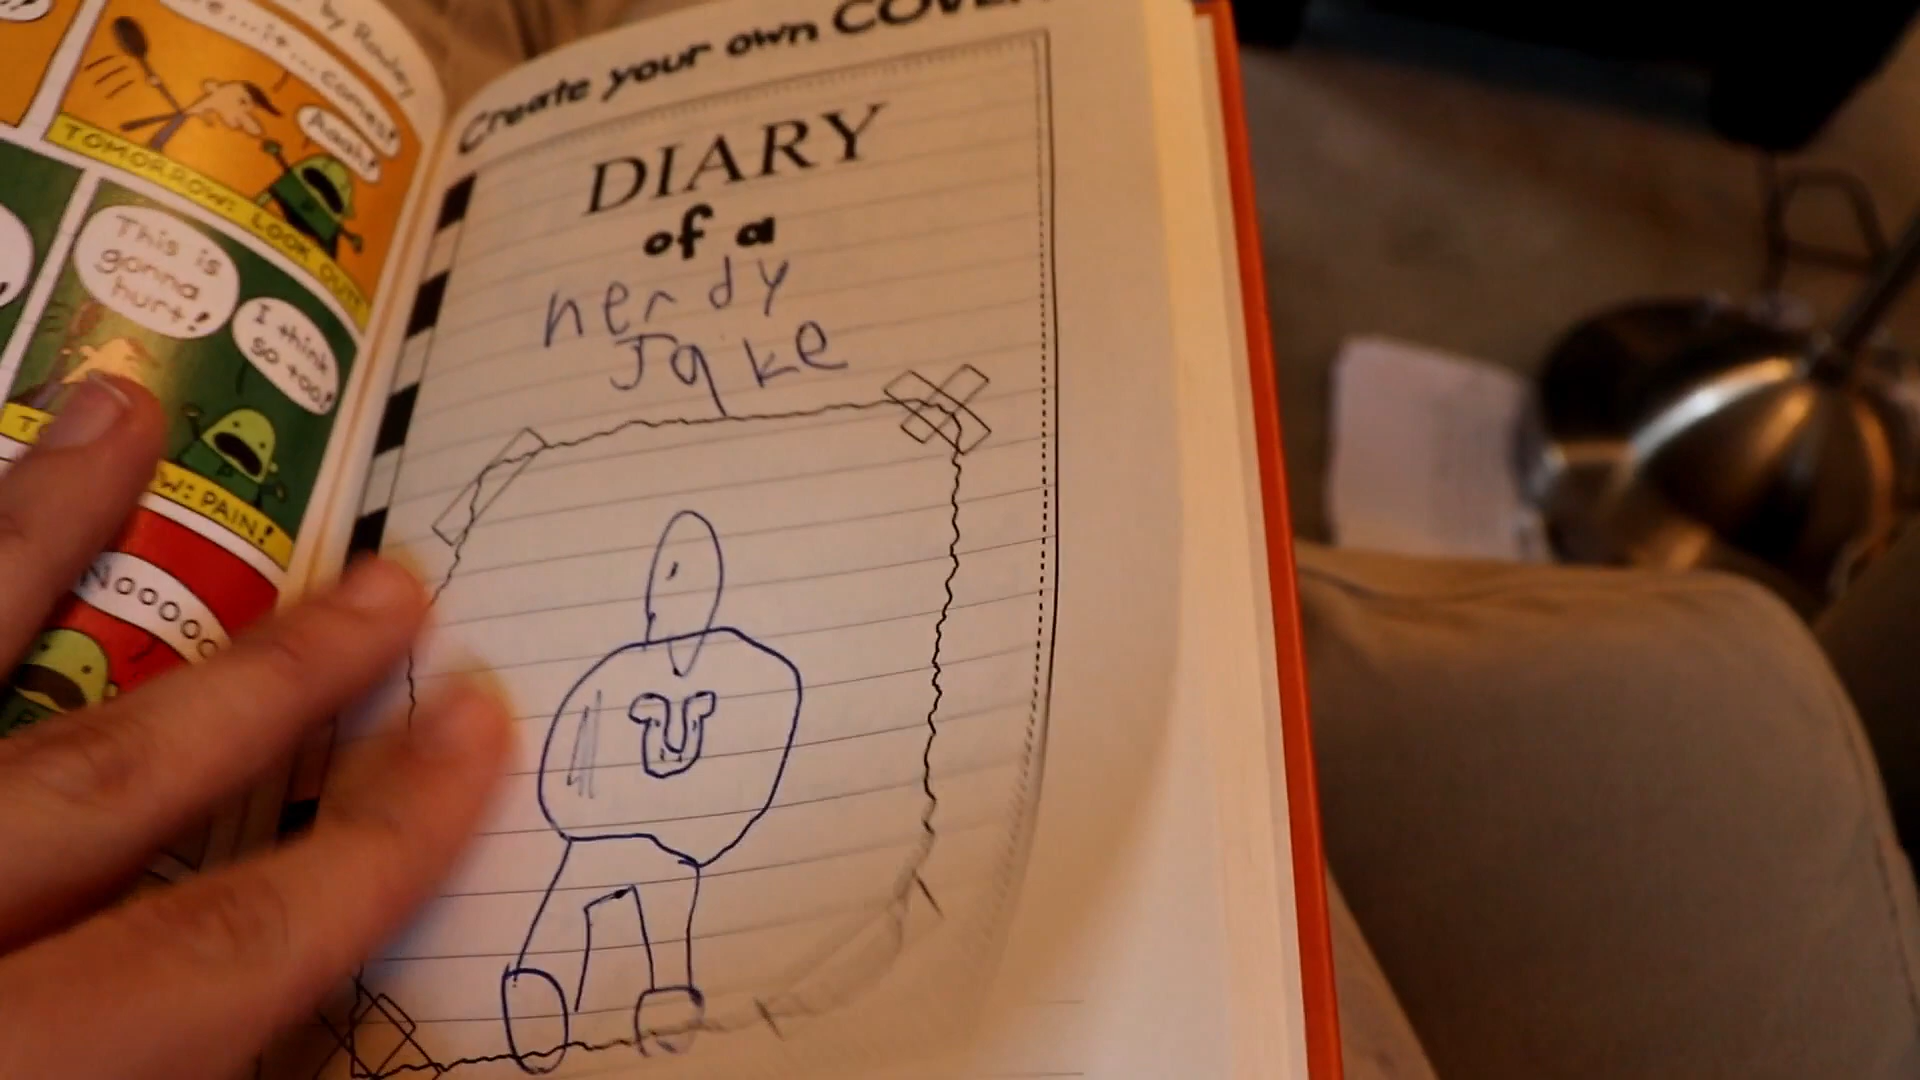 by Rowley
e...it...comes!
Aaah!
TOMORROW: LOOK OUT!
This is
gonna
hurt!
I think
so too!
W: PAIN!
Create your own COVER
DIARY
of a
nerdy
Jake